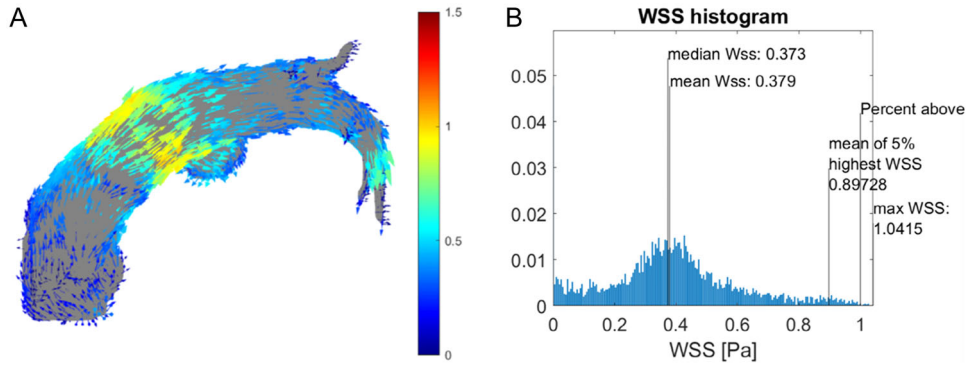 A
1.5
1
0.5
0
B
WSS histogram
median Wss: 0.373
mean Wss: 0.379
Percent above
mean of 5%
highest WSS
0.89728
max WSS:
1.0415
0.05
0.04
0.03
0.02
0.01
0
0 0.2 0.4 0.6 0.8 1
WSS [Pa]